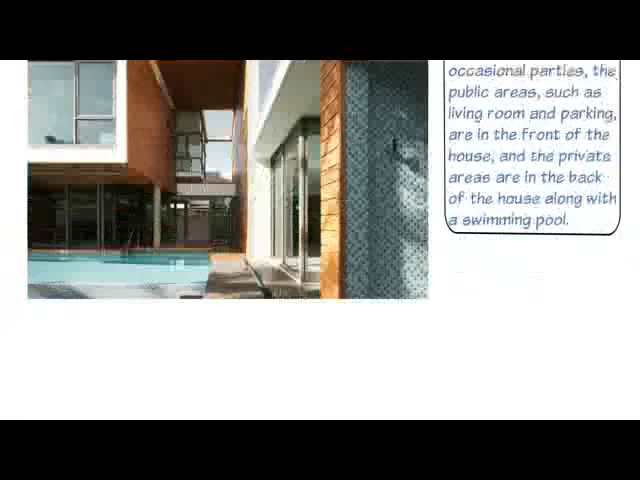 occasional parties, the
public areas, such as
living room and parking,
are in the front of the
house, and the private
areas are in the back
of the house along with
a swimming pool.